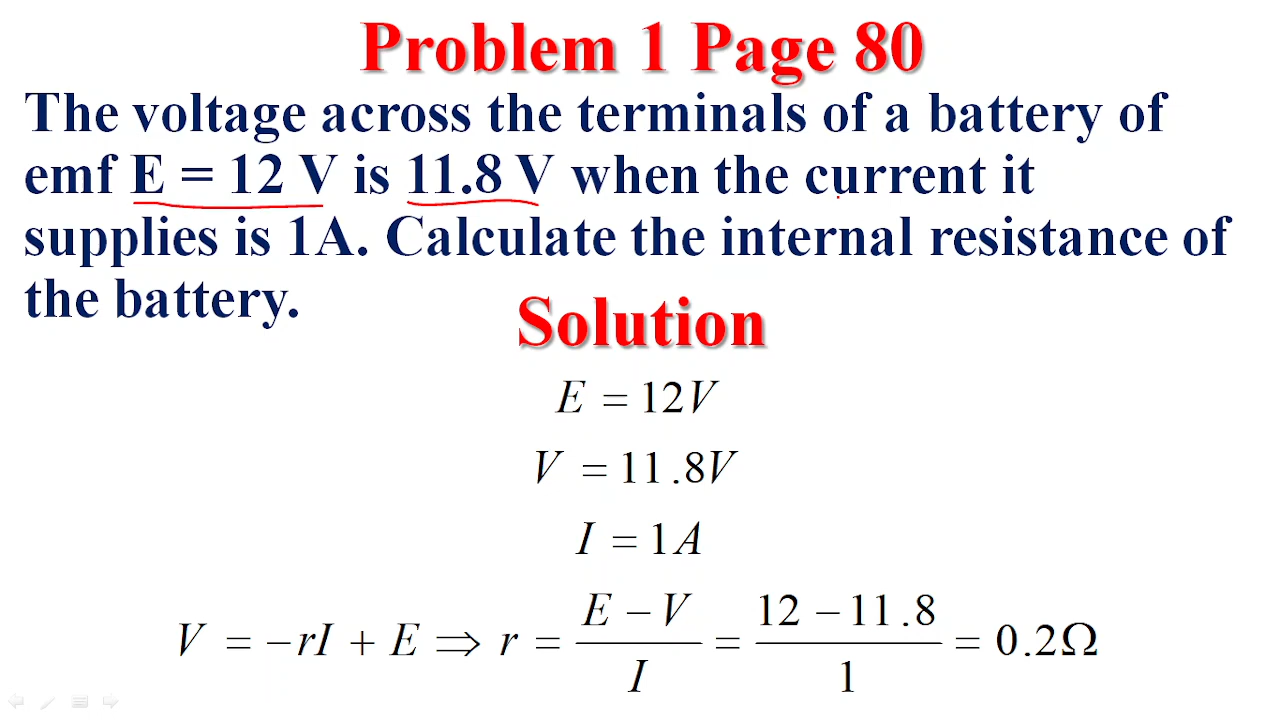 Problem 1 Page 80
The voltage across the terminals of a battery of
emf E = 12 V is 11.8 V when the current it
supplies is 1A. Calculate the internal resistance of
the battery.
Solution
E = 12V
V = 11.8V
I = 1A
V = −rI + E ⇒ r = (E − V)/I = (12 − 11.8)/1 = 0.2Ω